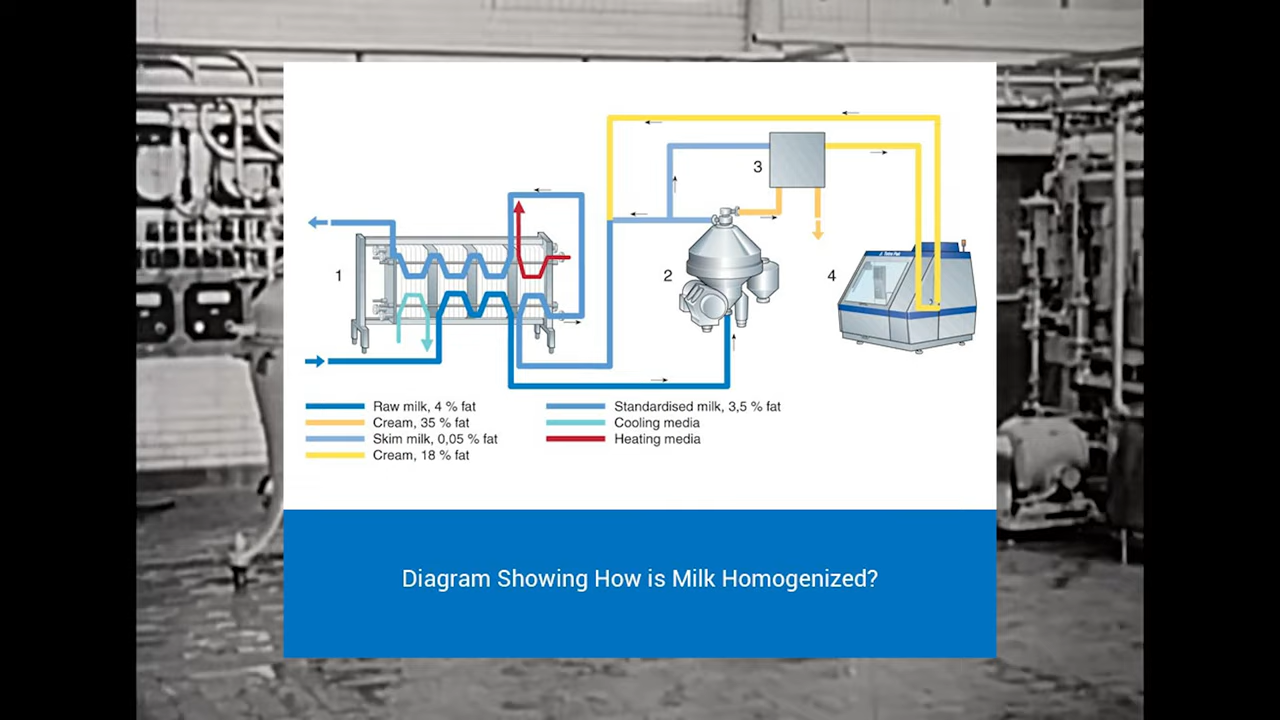 3
1
2
4
Raw milk, 4 % fat
Cream, 35 % fat
Skim milk, 0,05 % fat
Cream, 18 % fat
Standardised milk, 3,5 % fat
Cooling media
Heating media
Diagram Showing How is Milk Homogenized?